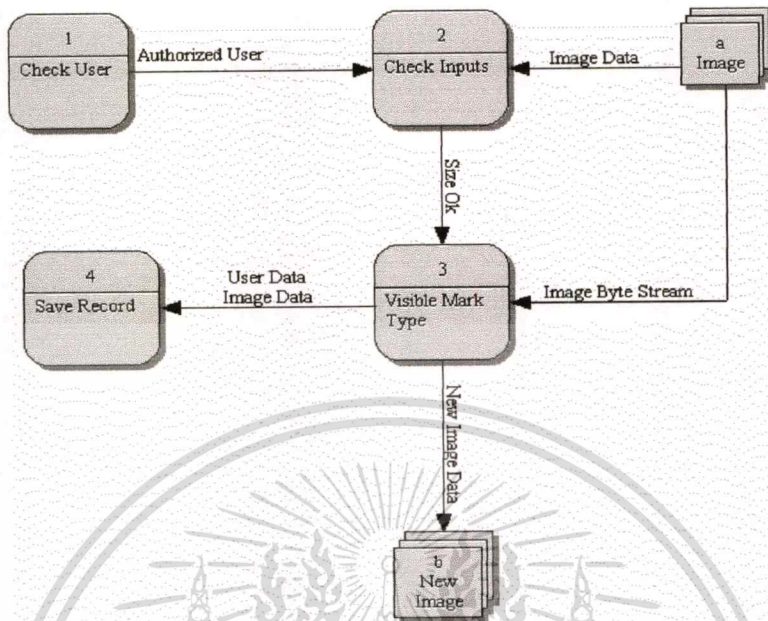 1
Check User
Authorized User
2
Check Inputs
Image Data
a
Image
Size Ok
4
Save Record
User Data
Image Data
3
Visible Mark
Type
Image Byte Stream
New Image Data
b
New
Image